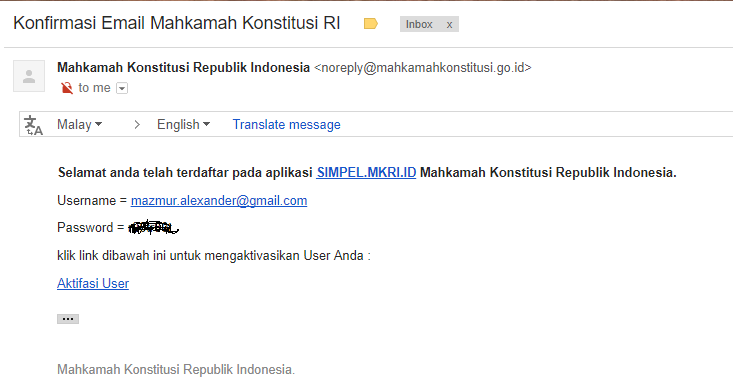 Konfirmasi Email Mahkamah Konstitusi RI Inbox x
Mahkamah Konstitusi Republik Indonesia <noreply@mahkamahkonstitusi.go.id>
to me
Malay > English Translate message
Selamat anda telah terdaftar pada aplikasi SIMPEL.MKRI.ID Mahkamah Konstitusi Republik Indonesia.
Username = mazmur.alexander@gmail.com
Password =
klik link dibawah ini untuk mengaktivasikan User Anda :
Aktifasi User
...
Mahkamah Konstitusi Republik Indonesia.